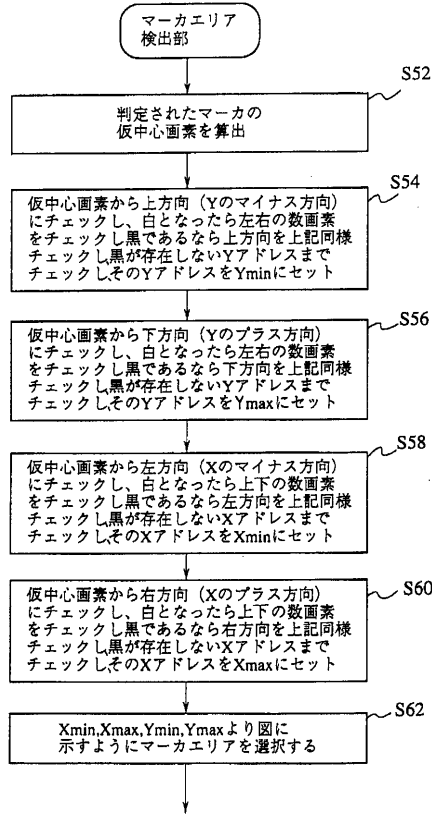 マーカエリア
検出部
S52
判定されたマーカの
仮中心画素を算出
S54
仮中心画素から上方向（Yのマイナス方向）
にチェックし、白となったら左右の数画素
をチェックし黒であるなら上方向を上記同様
チェックし,黒が存在しないYアドレスまで
チェックし,そのYアドレスをYminにセット
S56
仮中心画素から下方向（Yのプラス方向）
にチェックし、白となったら左右の数画素
をチェックし黒であるなら下方向を上記同様
チェックし,黒が存在しないYアドレスまで
チェックし,そのYアドレスをYmaxにセット
S58
仮中心画素から左方向（Xのマイナス方向）
にチェックし、白となったら上下の数画素
をチェックし黒であるなら左方向を上記同様
チェックし,黒が存在しないXアドレスまで
チェックし,そのXアドレスをXminにセット
S60
仮中心画素から右方向（Xのプラス方向）
にチェックし、白となったら上下の数画素
をチェックし黒であるなら右方向を上記同様
チェックし,黒が存在しないXアドレスまで
チェックし,そのXアドレスをXmaxにセット
S62
Xmin,Xmax,Ymin,Ymaxより図に
示すようにマーカエリアを選択する